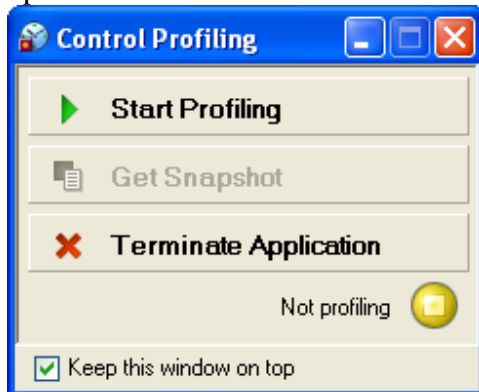 Control Profiling
Start Profiling
Get Snapshot
Terminate Application
Not profiling
Keep this window on top